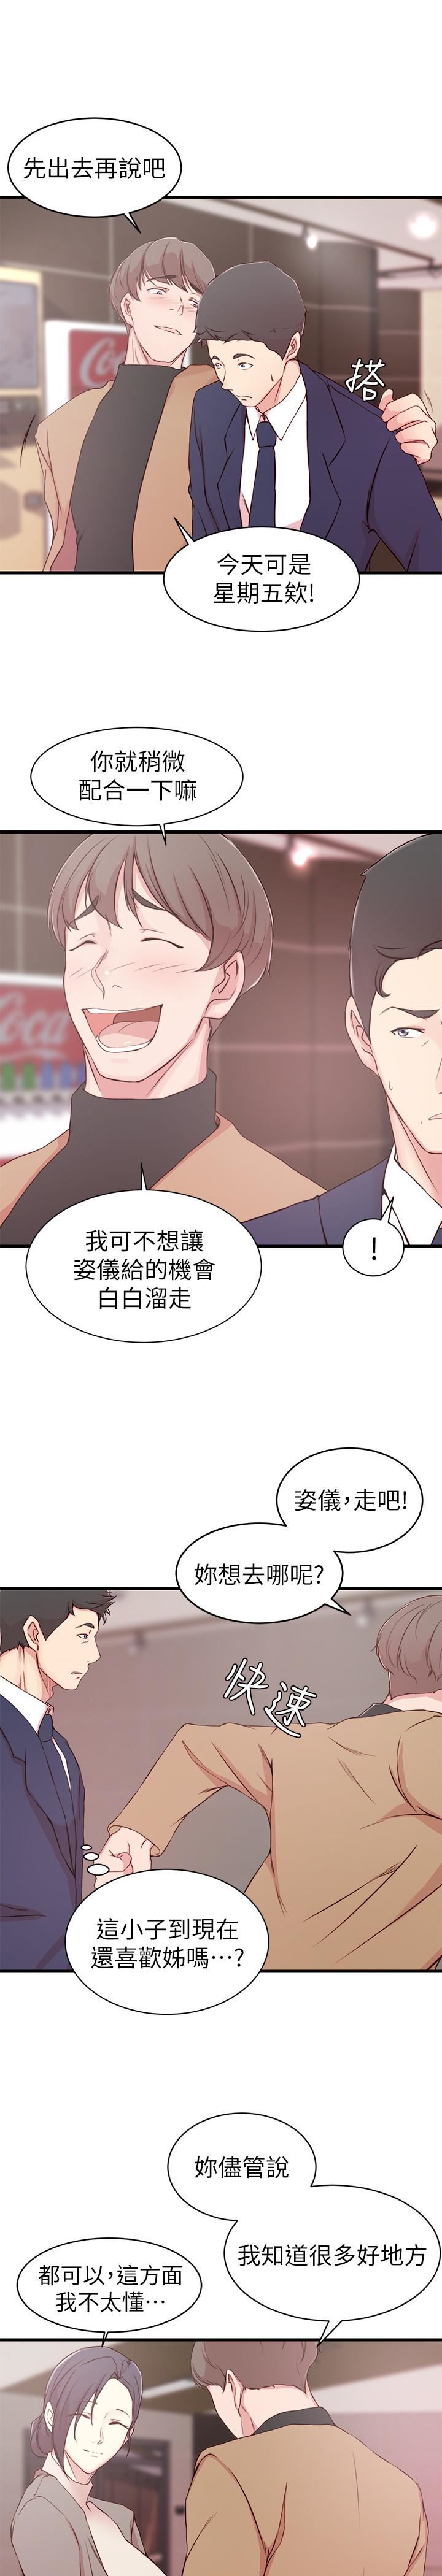 先出去再說吧
Coca
搭
今天可是
星期五欸!
你就稍微
配合一下嘛
Coca
我可不想讓
姿儀給的機會
白白溜走
!
姿儀,走吧!
妳想去哪呢?
快速
這小子到現在
還喜歡姊嗎⋯?
妳儘管說
我知道很多好地方
都可以,這方面
我不太懂⋯